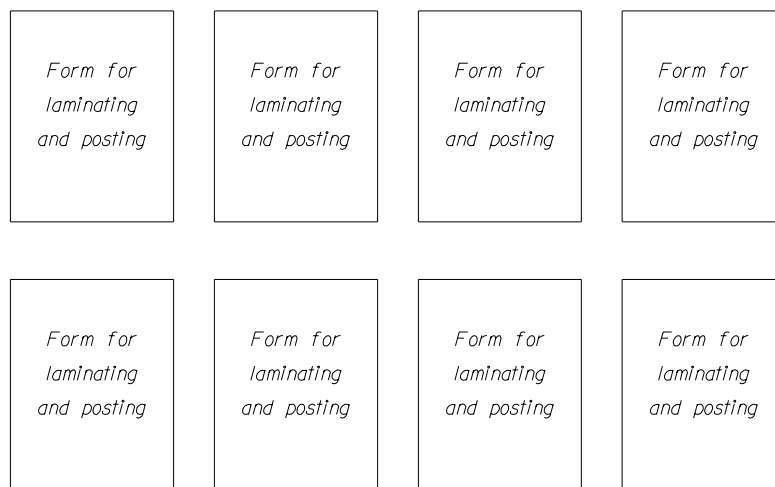 Form for
laminating
and posting
Form for
laminating
and posting
Form for
laminating
and posting
Form for
laminating
and posting
Form for
laminating
and posting
Form for
laminating
and posting
Form for
laminating
and posting
Form for
laminating
and posting